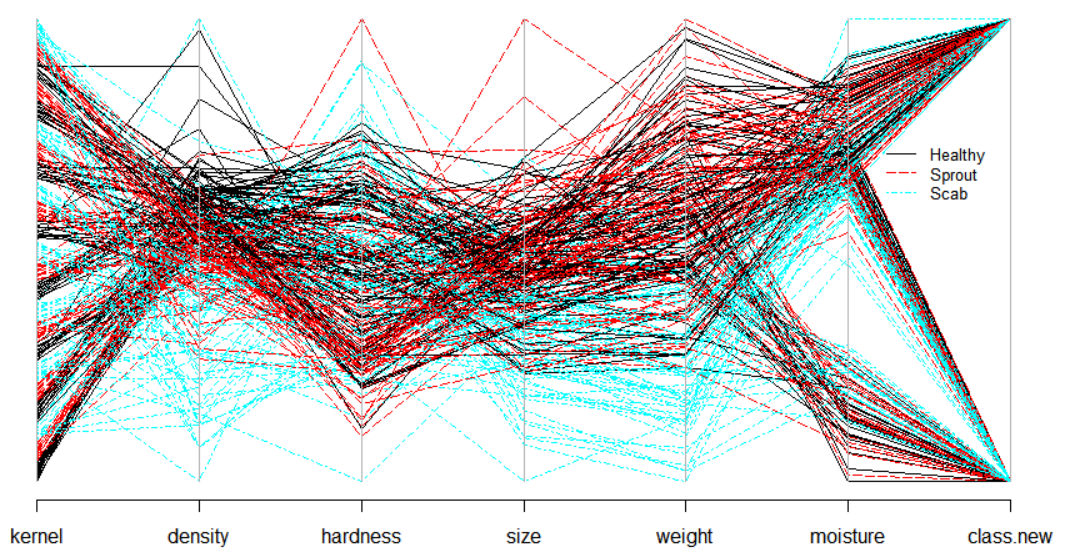 Healthy
Sprout
Scab
kernel density hardness size weight moisture class.new